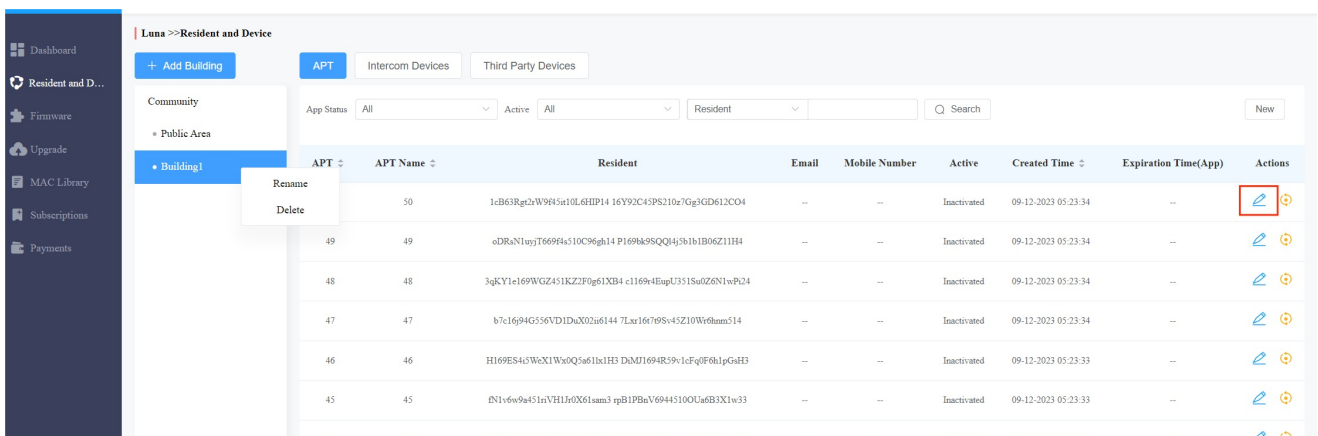 Luna >>Resident and Device
Dashboard
Resident and D...
Firmware
Upgrade
MAC Library
Subscriptions
Payments
+ Add Building
APT Intercom Devices Third Party Devices
Community
Public Area
Building1
Rename
Delete
App Status All Active All Resident Search New
APT APT Name Resident Email Mobile Number Active Created Time Expiration Time(App) Actions
50 1cB63Rgt2rW9f45it10L6HIP14 16Y92C45PS210z7Gg3GD612CO4 -- -- Inactivated 09-12-2023 05:23:34 --
49 49 oDRsN1uyjT669f4s510C96gh14 P169bk9SQQl4j5b1b1B06Z11H4 -- -- Inactivated 09-12-2023 05:23:34 --
48 48 3qKY1e169WGZ451KZ2F0g61XB4 c1169r4EupU351Su0Z6N1wPi24 -- -- Inactivated 09-12-2023 05:23:34 --
47 47 b7c16j94G556VD1DuX02ii6144 7Lxr16t7t9Sv45Z10Wr6hnm514 -- -- Inactivated 09-12-2023 05:23:34 --
46 46 H169ES4i5WeX1Wx0Q5a61lx1H3 DiMJ1694R59v1cFq0F6h1pGsH3 -- -- Inactivated 09-12-2023 05:23:33 --
45 45 fN1v6w9a451riVH1Jr0X61sam3 rpB1PBnV6944510OUa6B3X1w33 -- -- Inactivated 09-12-2023 05:23:33 --